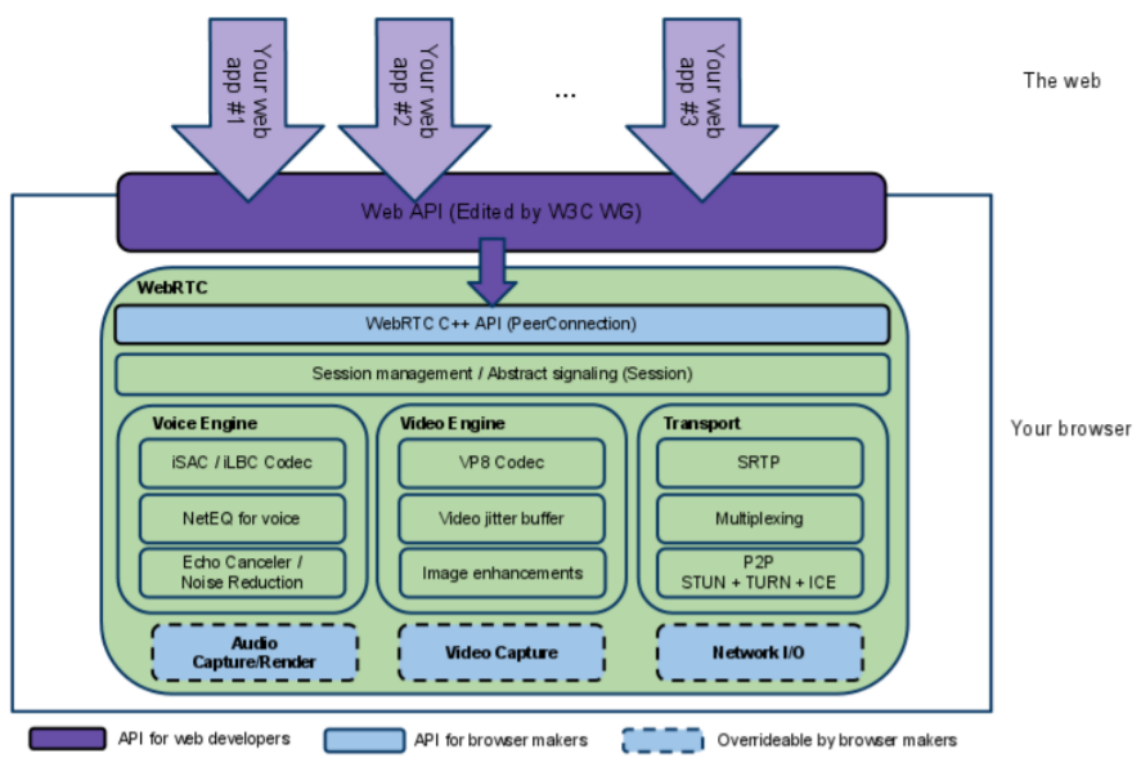 Your web
app #1
Your web
app #2
...
Your web
app #3
The web
Web API (Edited by W3C WG)
WebRTC
WebRTC C++ API (PeerConnection)
Session management / Abstract signaling (Session)
Your browser
Voice Engine
iSAC / iLBC Codec
NetEQ for voice
Echo Canceler /
Noise Reduction
Video Engine
VP8 Codec
Video jitter buffer
Image enhancements
Transport
SRTP
Multiplexing
P2P
STUN + TURN + ICE
Audio
Capture/Render
Video Capture
Network I/O
API for web developers
API for browser makers
Overrideable by browser makers